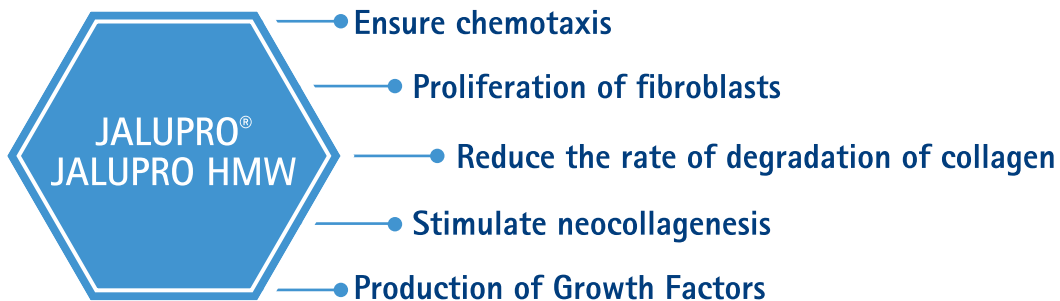 JALUPRO®
JALUPRO HMW
Ensure chemotaxis
Proliferation of fibroblasts
Reduce the rate of degradation of collagen
Stimulate neocollagenesis
Production of Growth Factors